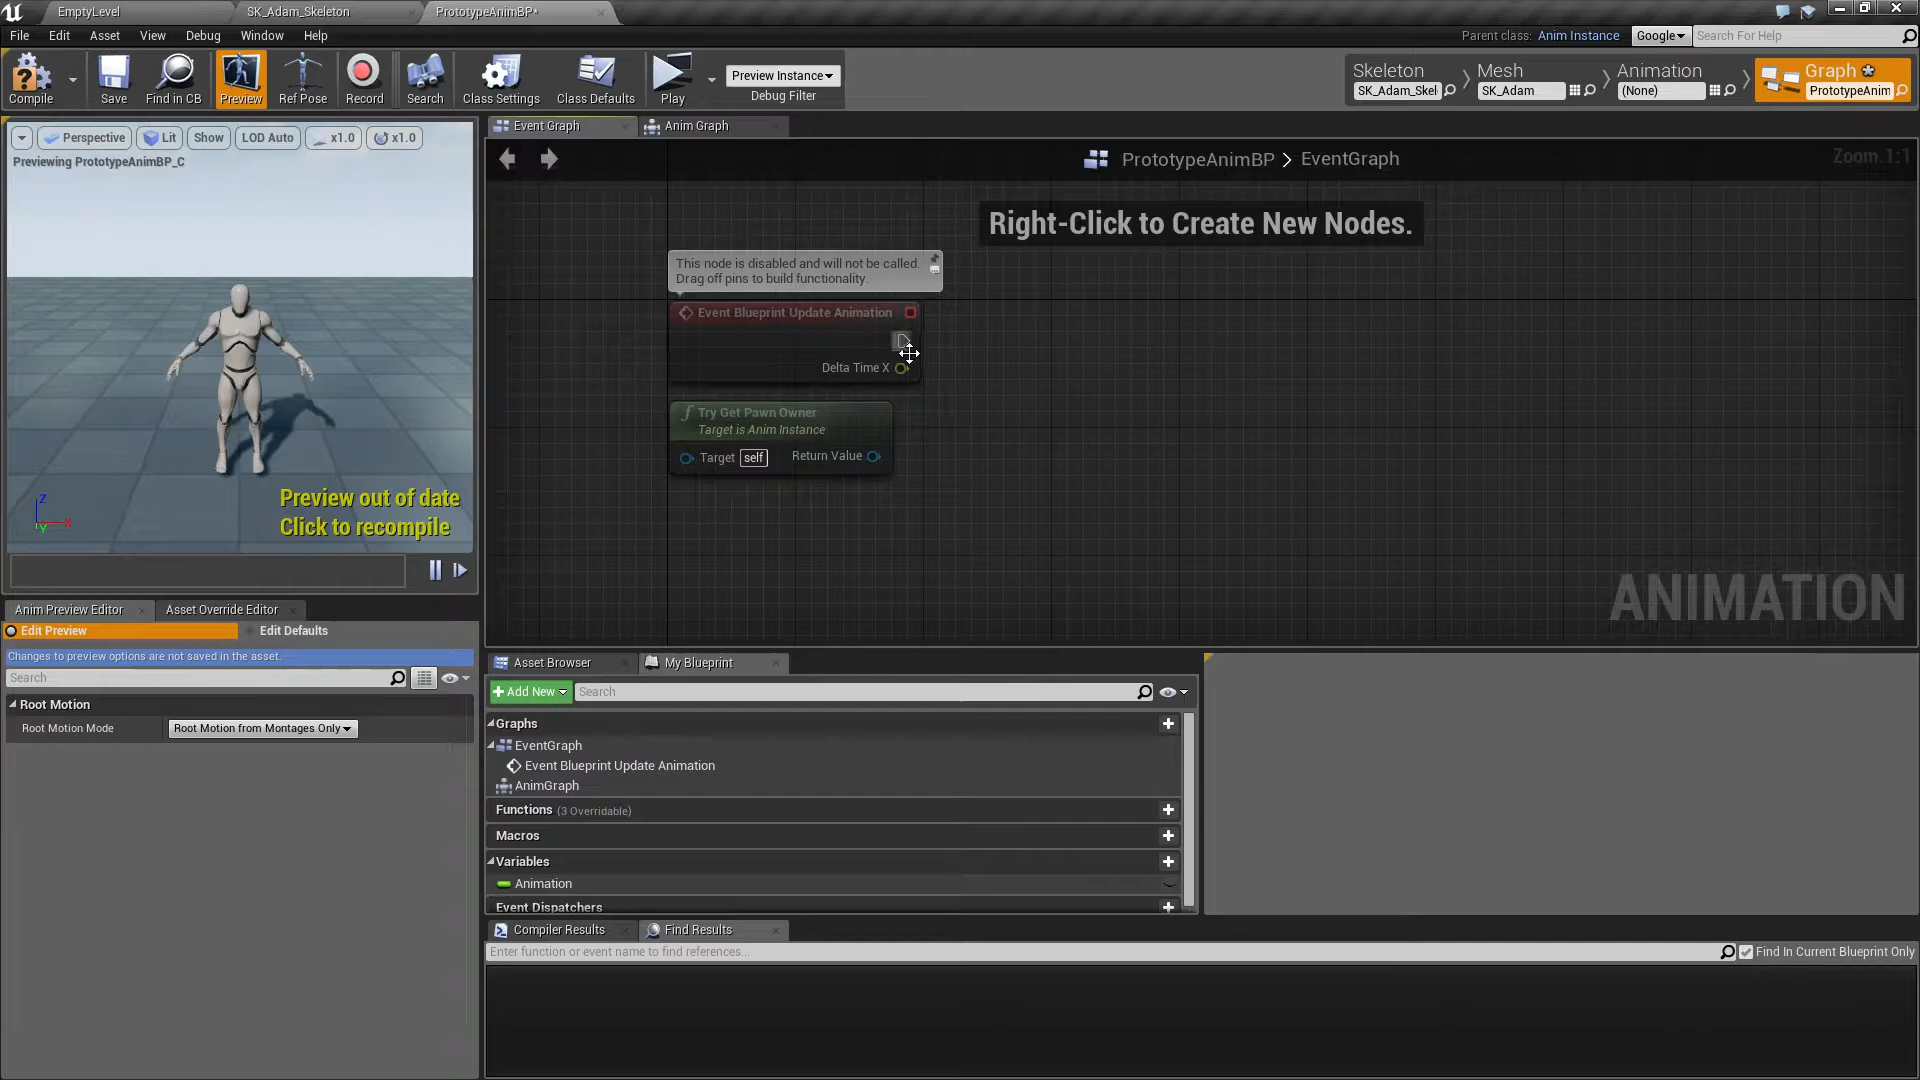 EmptyLevel
SK_Adam_Skeleton
PrototypeAnimBP*
File Edit Asset View Debug Window Help
Parent class: Anim Instance
Google
Search For Help
Compile
Save
Find in CB
Preview
Ref Pose
Record
Search
Class Settings
Class Defaults
Play
Preview Instance
Debug Filter
Skeleton
SK_Adam_Skel
Mesh
SK_Adam
Animation
(None)
Graph
PrototypeAnim
Perspective
Lit
Show
LOD Auto
x1.0
x1.0
Previewing PrototypeAnimBP_C
Z
X
Y
Preview out of date
Click to recompile
Event Graph
Anim Graph
PrototypeAnimBP > EventGraph
Zoom 1:1
Right-Click to Create New Nodes.
This node is disabled and will not be called.
Drag off pins to build functionality.
Event Blueprint Update Animation
Delta Time X
f Try Get Pawn Owner
Target is Anim Instance
Target self
Return Value
ANIMATION
Anim Preview Editor
Asset Override Editor
Edit Preview
Edit Defaults
Changes to preview options are not saved in the asset.
Search
Root Motion
Root Motion Mode
Root Motion from Montages Only
Asset Browser
My Blueprint
+ Add New
Search
Graphs
EventGraph
Event Blueprint Update Animation
AnimGraph
Functions (3 Overridable)
Macros
Variables
Animation
Event Dispatchers
Compiler Results
Find Results
Enter function or event name to find references...
Find In Current Blueprint Only